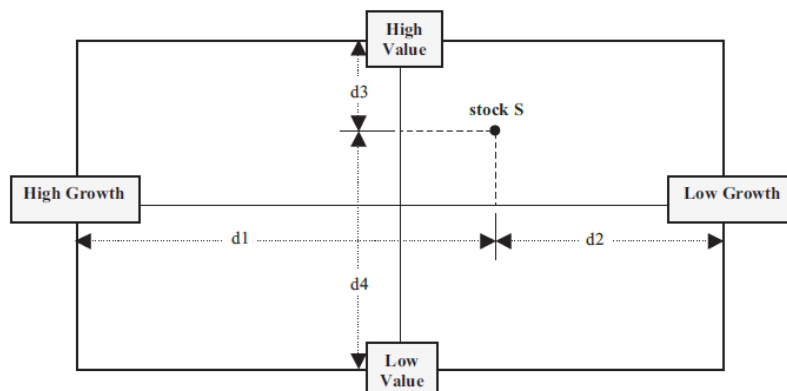 High
Value
d3
stock S
High Growth
Low Growth
d1
d2
d4
Low
Value